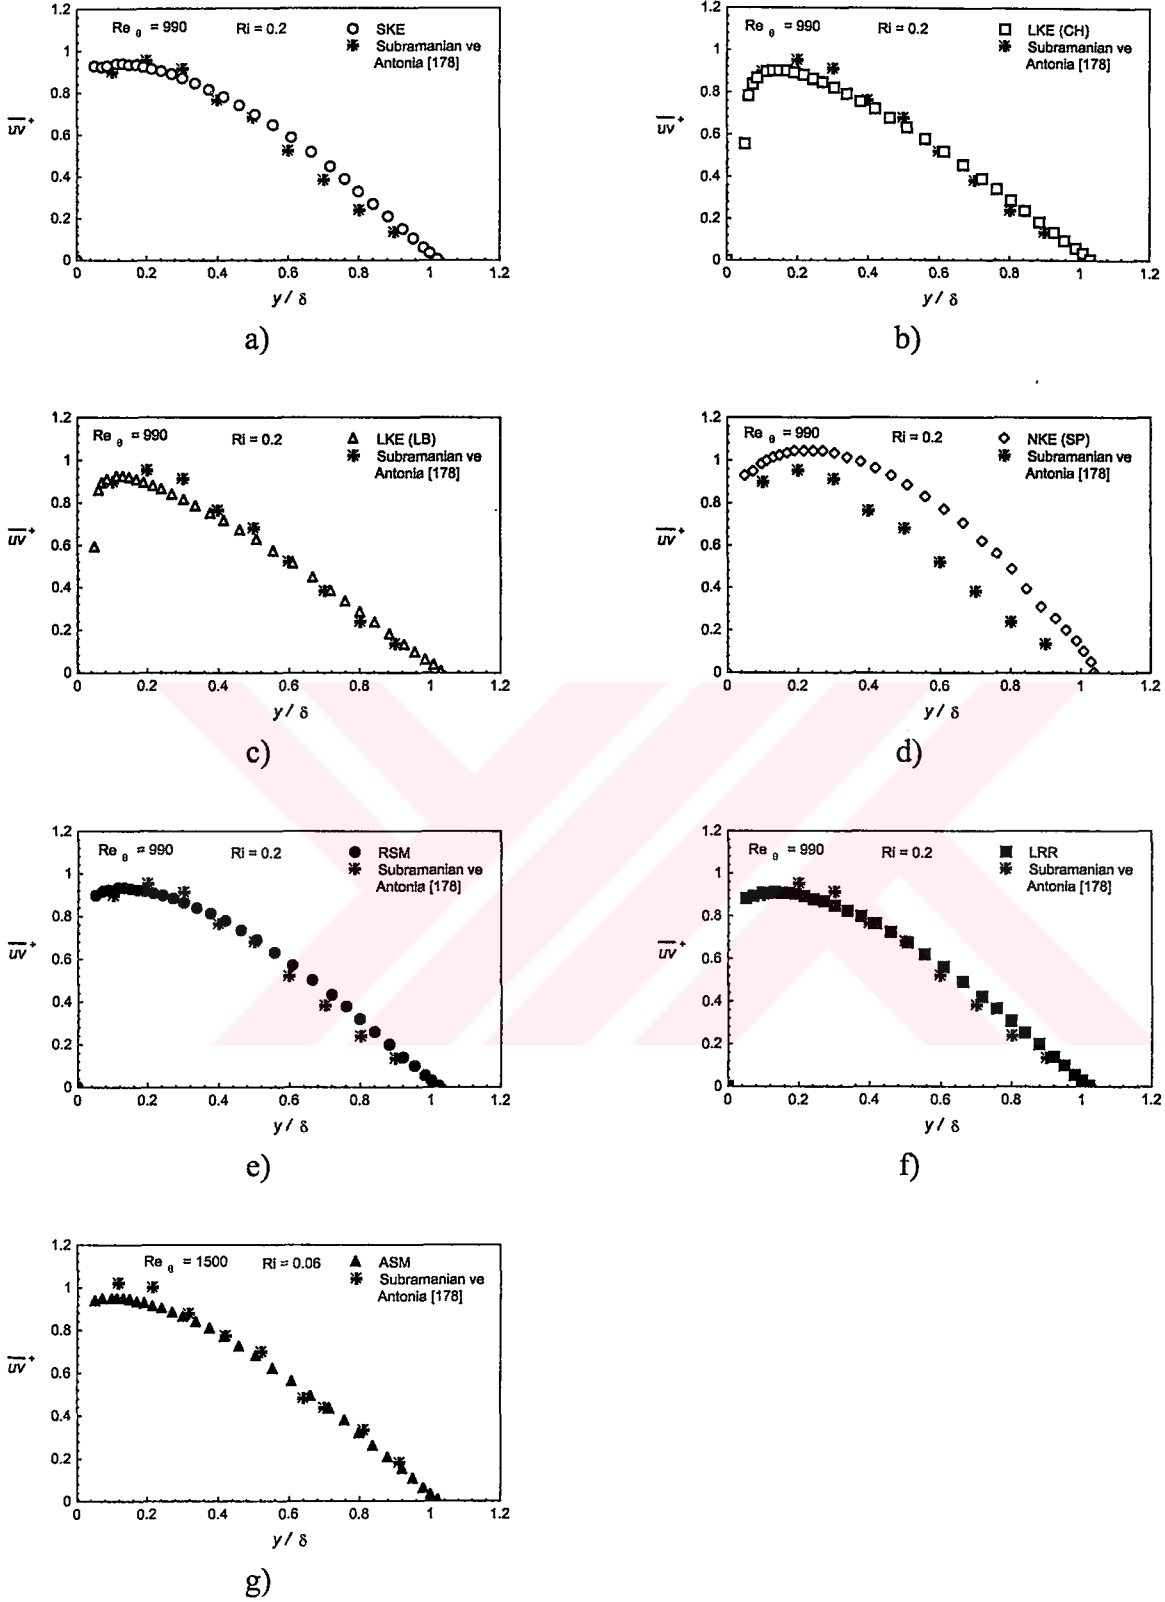 1.2
1
0.8
0.6
0.4
0.2
0
Re θ = 990 Ri = 0.2
SKE
Subramanian ve
Antonia [178]
uv +
0 0.2 0.4 0.6 0.8 1 1.2
y / δ
a)
1.2
1
0.8
0.6
0.4
0.2
0
Re θ = 990 Ri = 0.2
LKE (CH)
Subramanian ve
Antonia [178]
uv +
0 0.2 0.4 0.6 0.8 1 1.2
y / δ
b)
1.2
1
0.8
0.6
0.4
0.2
0
Re θ = 990 Ri = 0.2
LKE (LB)
Subramanian ve
Antonia [178]
uv +
0 0.2 0.4 0.6 0.8 1 1.2
y / δ
c)
1.2
1
0.8
0.6
0.4
0.2
0
Re θ = 990 Ri = 0.2
NKE (SP)
Subramanian ve
Antonia [178]
uv +
0 0.2 0.4 0.6 0.8 1 1.2
y / δ
d)
1.2
1
0.8
0.6
0.4
0.2
0
Re θ = 990 Ri = 0.2
RSM
Subramanian ve
Antonia [178]
uv +
0 0.2 0.4 0.6 0.8 1 1.2
y / δ
e)
1.2
1
0.8
0.6
0.4
0.2
0
Re θ = 990 Ri = 0.2
LRR
Subramanian ve
Antonia [178]
uv +
0 0.2 0.4 0.6 0.8 1 1.2
y / δ
f)
1.2
1
0.8
0.6
0.4
0.2
0
Re θ = 1500 Ri = 0.06
ASM
Subramanian ve
Antonia [178]
uv +
0 0.2 0.4 0.6 0.8 1 1.2
y / δ
g)